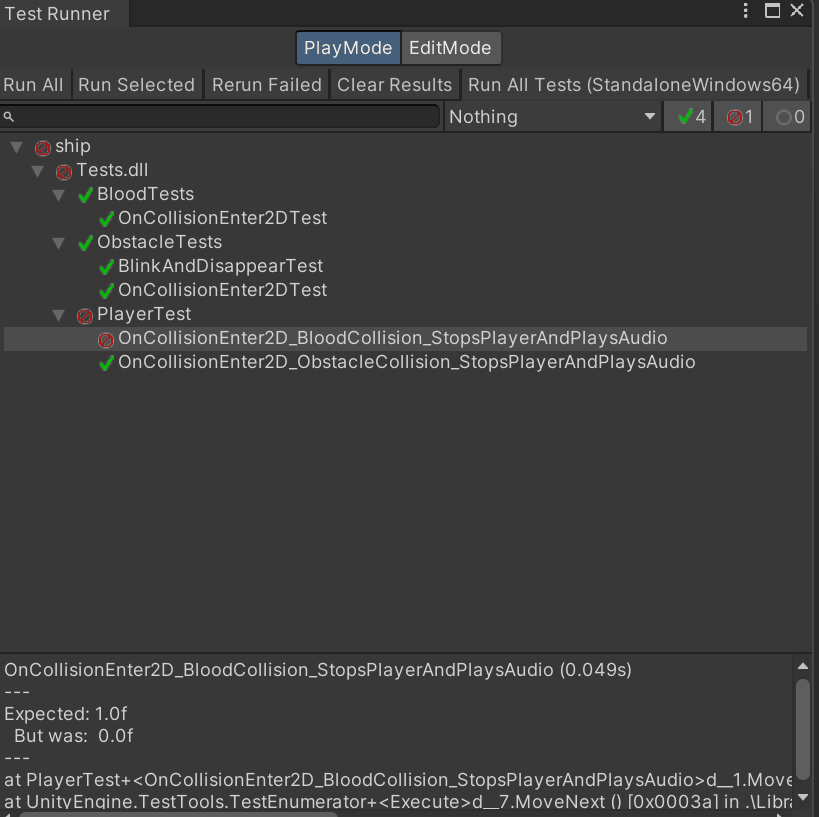 Test Runner
PlayMode EditMode
Run All Run Selected Rerun Failed Clear Results Run All Tests (StandaloneWindows64)
Nothing 4 1 0
ship
Tests.dll
BloodTests
OnCollisionEnter2DTest
ObstacleTests
BlinkAndDisappearTest
OnCollisionEnter2DTest
PlayerTest
OnCollisionEnter2D_BloodCollision_StopsPlayerAndPlaysAudio
OnCollisionEnter2D_ObstacleCollision_StopsPlayerAndPlaysAudio
OnCollisionEnter2D_BloodCollision_StopsPlayerAndPlaysAudio (0.049s)
---
Expected: 1.0f
But was: 0.0f
---
at PlayerTest+<OnCollisionEnter2D_BloodCollision_StopsPlayerAndPlaysAudio>d__1.Move
at UnityEngine.TestTools.TestEnumerator+<Execute>d__7.MoveNext () [0x0003a] in .\Libra